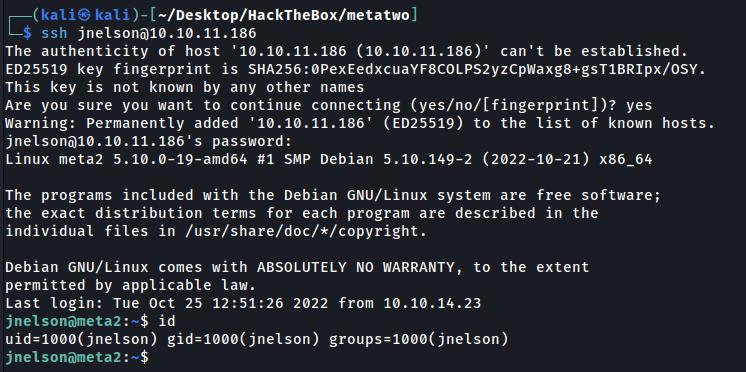 ┌──(kali㉿kali)-[~/Desktop/HackTheBox/metatwo]
└─$ ssh jnelson@10.10.11.186
The authenticity of host '10.10.11.186 (10.10.11.186)' can't be established.
ED25519 key fingerprint is SHA256:0PexEedxcuaYF8COLPS2yzCpWaxg8+gsT1BRIpx/OSY.
This key is not known by any other names
Are you sure you want to continue connecting (yes/no/[fingerprint])? yes
Warning: Permanently added '10.10.11.186' (ED25519) to the list of known hosts.
jnelson@10.10.11.186's password:
Linux meta2 5.10.0-19-amd64 #1 SMP Debian 5.10.149-2 (2022-10-21) x86_64
The programs included with the Debian GNU/Linux system are free software;
the exact distribution terms for each program are described in the
individual files in /usr/share/doc/*/copyright.
Debian GNU/Linux comes with ABSOLUTELY NO WARRANTY, to the extent
permitted by applicable law.
Last login: Tue Oct 25 12:51:26 2022 from 10.10.14.23
jnelson@meta2:~$ id
uid=1000(jnelson) gid=1000(jnelson) groups=1000(jnelson)
jnelson@meta2:~$